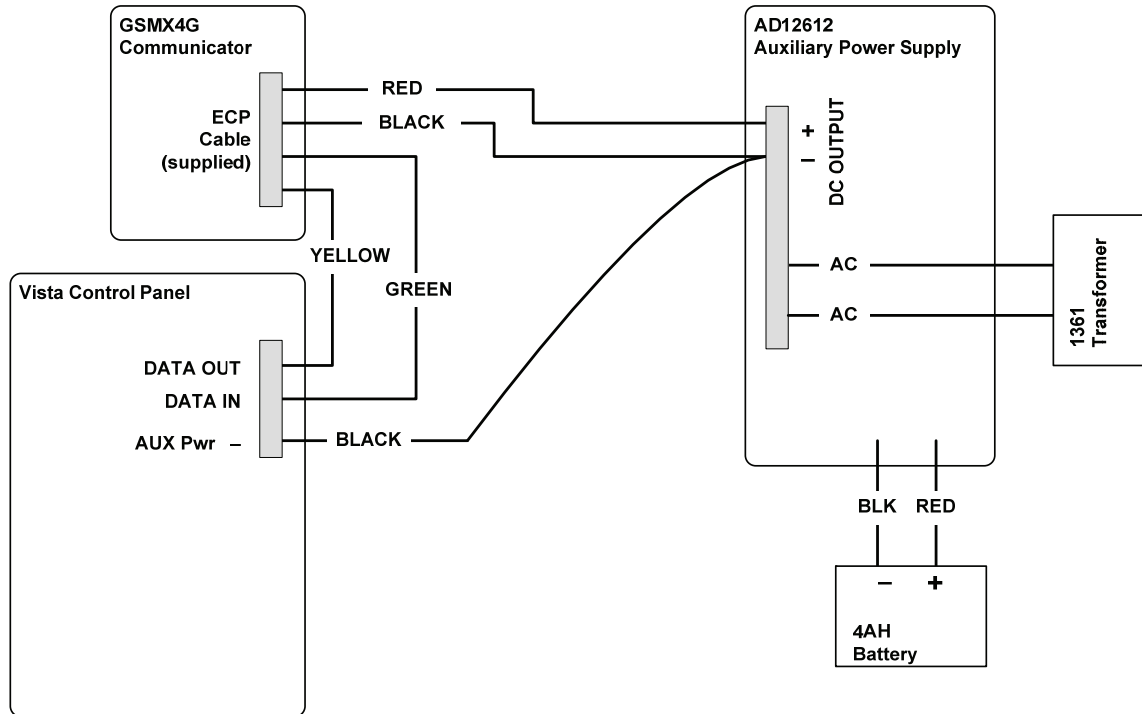 GSMX4G
Communicator
ECP
Cable
(supplied)
RED
BLACK
YELLOW
GREEN
Vista Control Panel
DATA OUT
DATA IN
AUX Pwr –
BLACK
AD12612
Auxiliary Power Supply
+
–
DC OUTPUT
AC
AC
1361
Transformer
BLK RED
– +
4AH
Battery